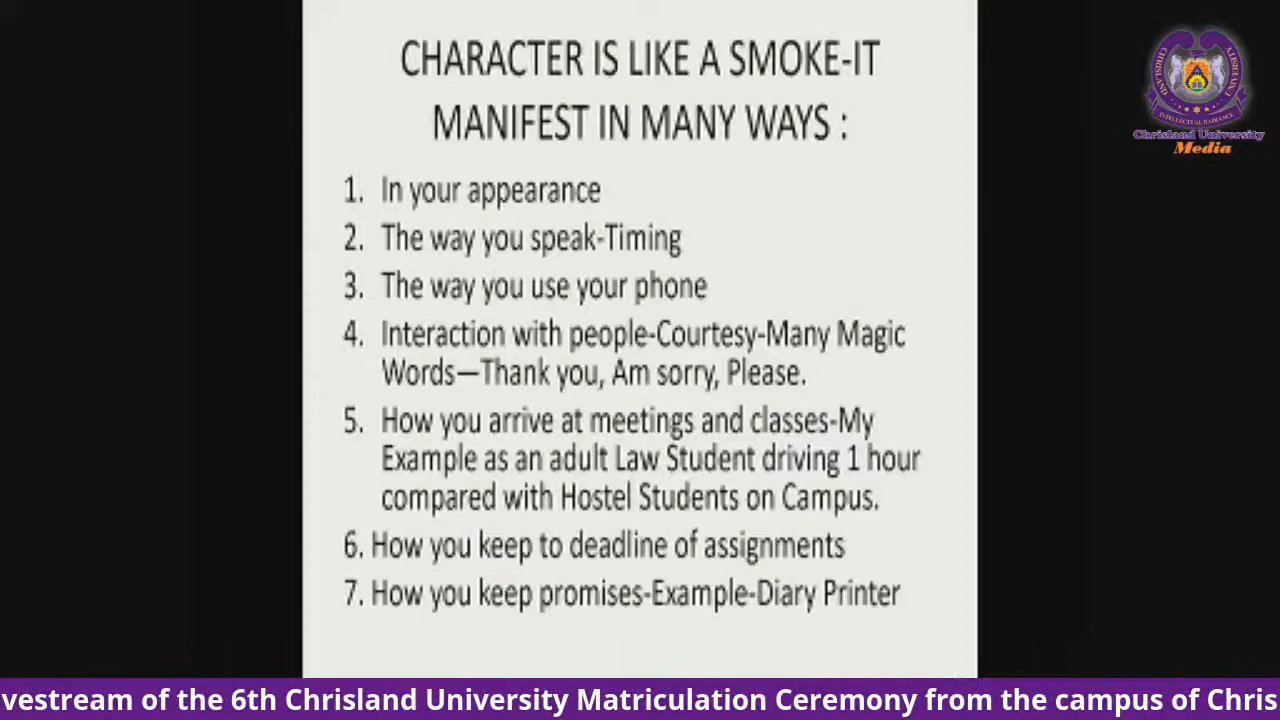 CHARACTER IS LIKE A SMOKE-IT
MANIFEST IN MANY WAYS :
1. In your appearance
2. The way you speak-Timing
3. The way you use your phone
4. Interaction with people-Courtesy-Many Magic
Words—Thank you, Am sorry, Please.
5. How you arrive at meetings and classes-My
Example as an adult Law Student driving 1 hour
compared with Hostel Students on Campus.
6. How you keep to deadline of assignments
7. How you keep promises-Example-Diary Printer
CHRISLAND UNIVERSITY
INTELLECTUAL RADIANCE
Chrisland University
Media
vestream of the 6th Chrisland University Matriculation Ceremony from the campus of Chris